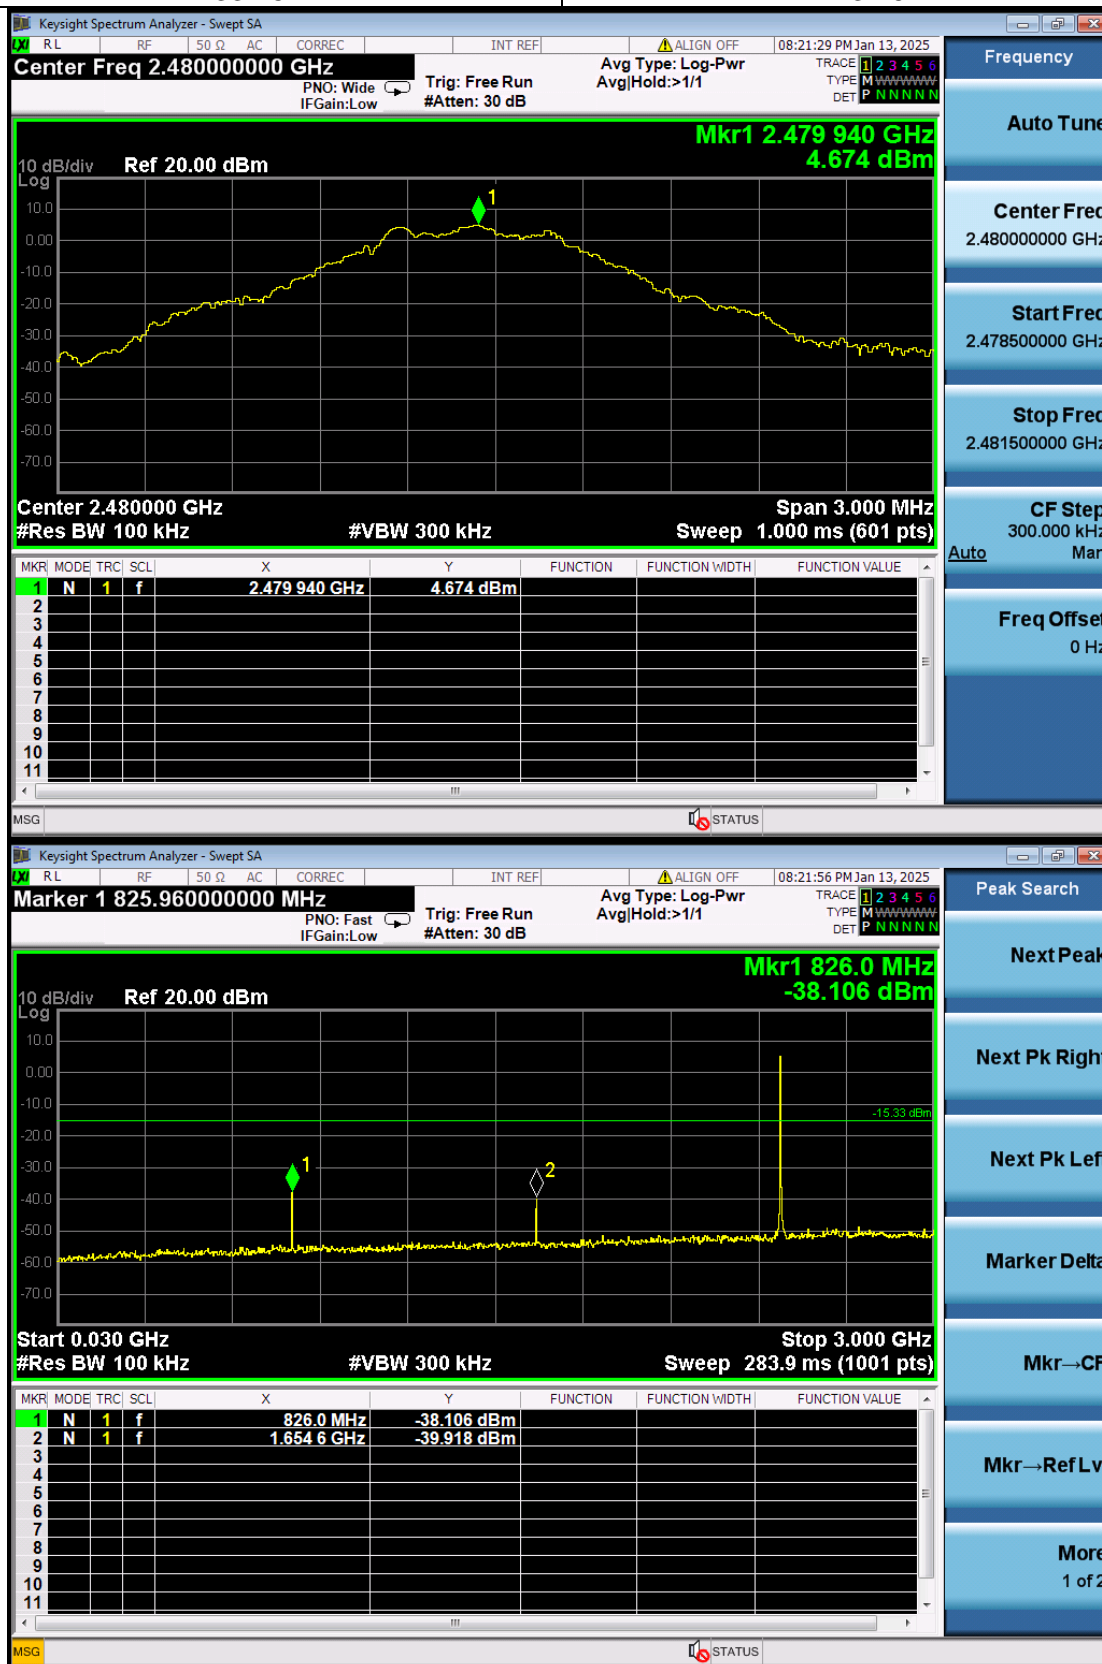 Keysight Spectrum Analyzer - Swept SA
LXI RL RF 50 Ω AC CORREC INT REF ALIGN OFF 08:21:29 PM Jan 13, 2025
Center Freq 2.480000000 GHz
PNO: Wide
IFGain:Low
Trig: Free Run
#Atten: 30 dB
Avg Type: Log-Pwr
Avg|Hold:>1/1
TRACE 1 2 3 4 5 6
TYPE M W W W W W
DET P N N N N N
Mkr1 2.479 940 GHz
4.674 dBm
10 dB/div Ref 20.00 dBm
Log
10.0
0.00
-10.0
-20.0
-30.0
-40.0
-50.0
-60.0
-70.0
1
Center 2.480000 GHz Span 3.000 MHz
#Res BW 100 kHz #VBW 300 kHz Sweep 1.000 ms (601 pts)
MKR MODE TRC SCL X Y FUNCTION FUNCTION WIDTH FUNCTION VALUE
1 N 1 f 2.479 940 GHz 4.674 dBm
2
3
4
5
6
7
8
9
10
11
MSG STATUS
Frequency
Auto Tune
Center Freq
2.480000000 GHz
Start Freq
2.478500000 GHz
Stop Freq
2.481500000 GHz
CF Step
300.000 kHz
Auto Man
Freq Offset
0 Hz
Keysight Spectrum Analyzer - Swept SA
LXI RL RF 50 Ω AC CORREC INT REF ALIGN OFF 08:21:56 PM Jan 13, 2025
Marker 1 825.960000000 MHz
PNO: Fast
IFGain:Low
Trig: Free Run
#Atten: 30 dB
Avg Type: Log-Pwr
Avg|Hold:>1/1
TRACE 1 2 3 4 5 6
TYPE M W W W W W
DET P N N N N N
Mkr1 826.0 MHz
-38.106 dBm
10 dB/div Ref 20.00 dBm
Log
10.0
0.00
-10.0
-20.0
-30.0
-40.0
-50.0
-60.0
-70.0
-15.33 dBm
1
2
Start 0.030 GHz Stop 3.000 GHz
#Res BW 100 kHz #VBW 300 kHz Sweep 283.9 ms (1001 pts)
MKR MODE TRC SCL X Y FUNCTION FUNCTION WIDTH FUNCTION VALUE
1 N 1 f 826.0 MHz -38.106 dBm
2 N 1 f 1.654 6 GHz -39.918 dBm
3
4
5
6
7
8
9
10
11
MSG STATUS
Peak Search
Next Peak
Next Pk Right
Next Pk Left
Marker Delta
Mkr→CF
Mkr→Ref Lv
More
1 of 2